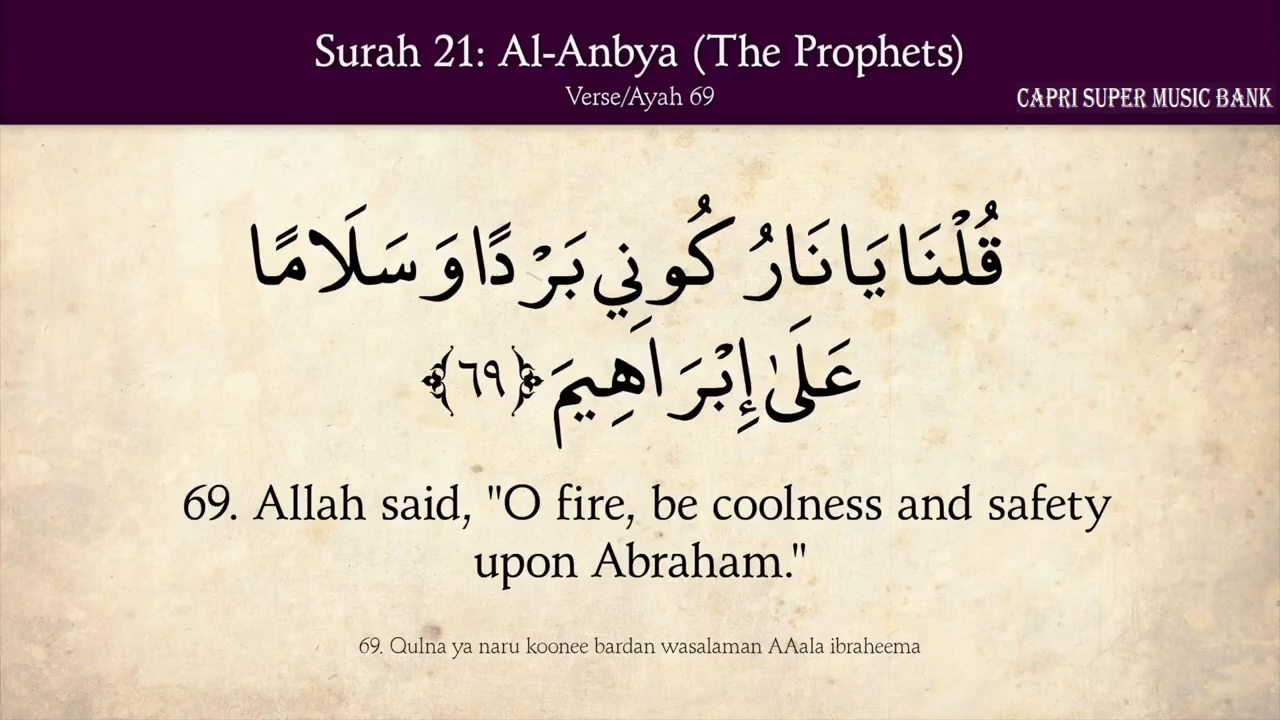 Surah 21: Al-Anbya (The Prophets)
Verse/Ayah 69
CAPRI SUPER MUSIC BANK
قُلْنَا يَا نَارُ كُونِي بَرْدًا وَ سَلَامًا
عَلَىٰ إِبْرَاهِيمَ ﴿٦٩﴾
69. Allah said, "O fire, be coolness and safety
upon Abraham."
69. Qulna ya naru koonee bardan wasalaman AAala ibraheema